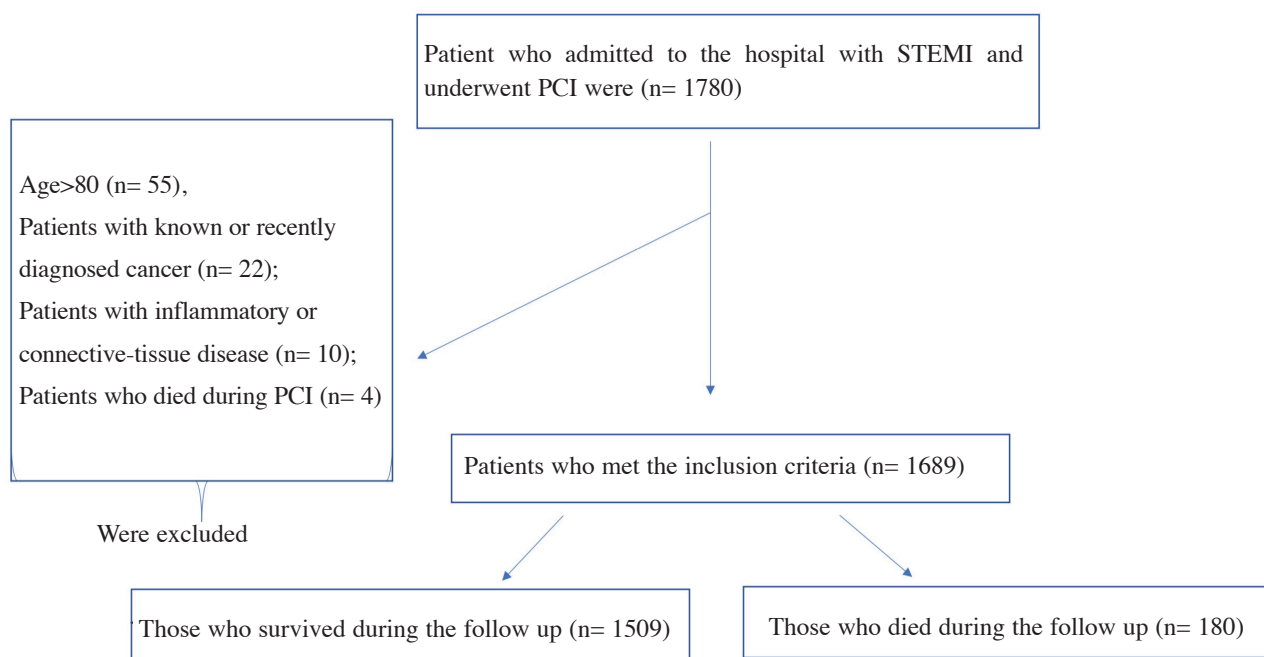 Patient who admitted to the hospital with STEMI and
underwent PCI were (n= 1780)
Age>80 (n= 55),
Patients with known or recently
diagnosed cancer (n= 22);
Patients with inflammatory or
connective-tissue disease (n= 10);
Patients who died during PCI (n= 4)
Were excluded
Patients who met the inclusion criteria (n= 1689)
Those who survived during the follow up (n= 1509)
Those who died during the follow up (n= 180)